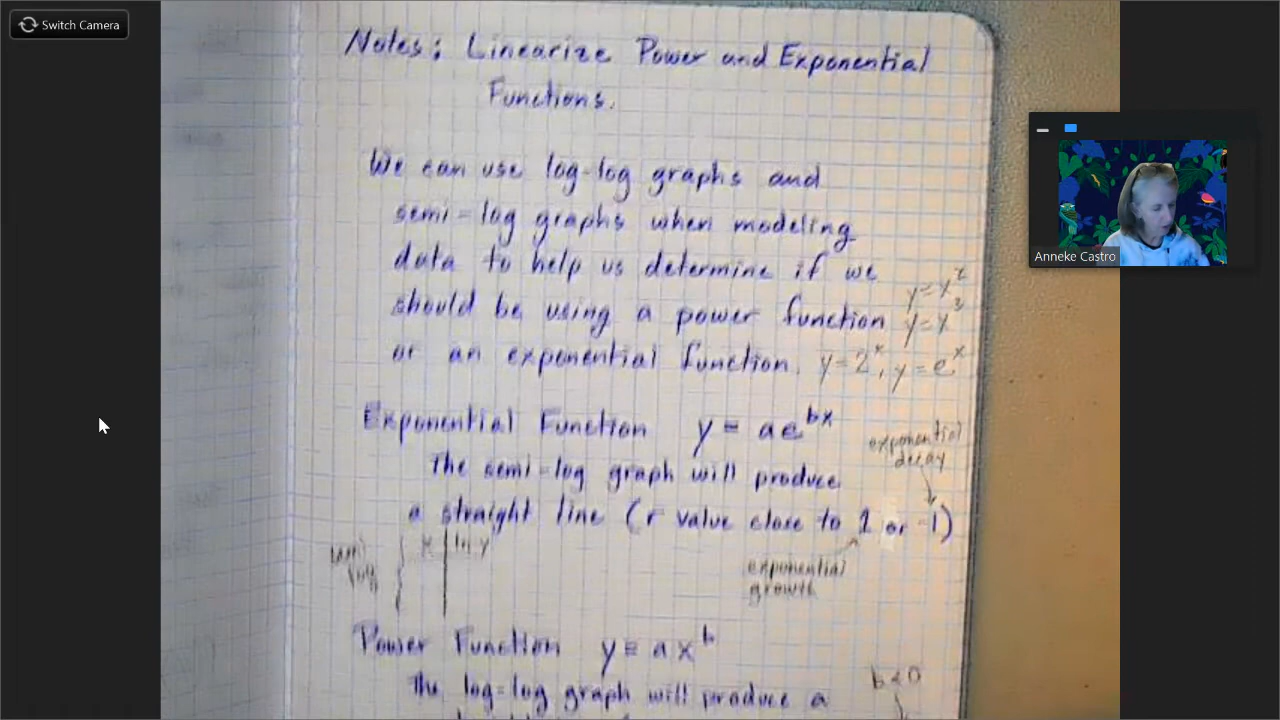 Switch Camera
Notes: Linearize Power and Exponential
Functions.
We can use log-log graphs and
semi-log graphs when modeling
data to help us determine if we
should be using a power function
or an exponential function.
y=x²
y=x³
y=2ˣ, y=eˣ
Exponential Function y = ae^bx
The semi-log graph will produce
a straight line (r value close to 1 or -1)
exponential
decay
semi
log
x | ln y
exponential
growth
Power Function y = ax^b
The log-log graph will produce a
b<0
Anneke Castro